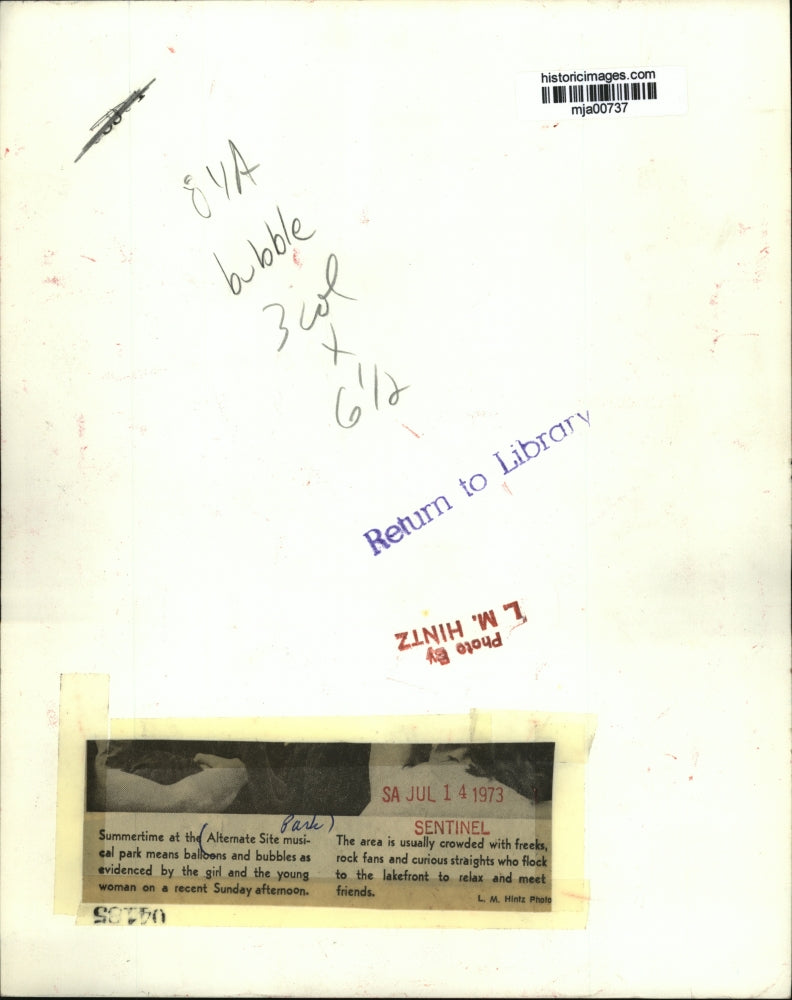 historicimages.com
mja00737
84A
bubble
3 col
x
6 1/2
Return to Library
Photo By
L. M. HINTZ
SA JUL 14 1973
SENTINEL
Park)
Summertime at the (Alternate Site musi-
cal park means balloons and bubbles as
evidenced by the girl and the young
woman on a recent Sunday afternoon.
The area is usually crowded with freeks,
rock fans and curious straights who flock
to the lakefront to relax and meet
friends.
L. M. Hintz Photo